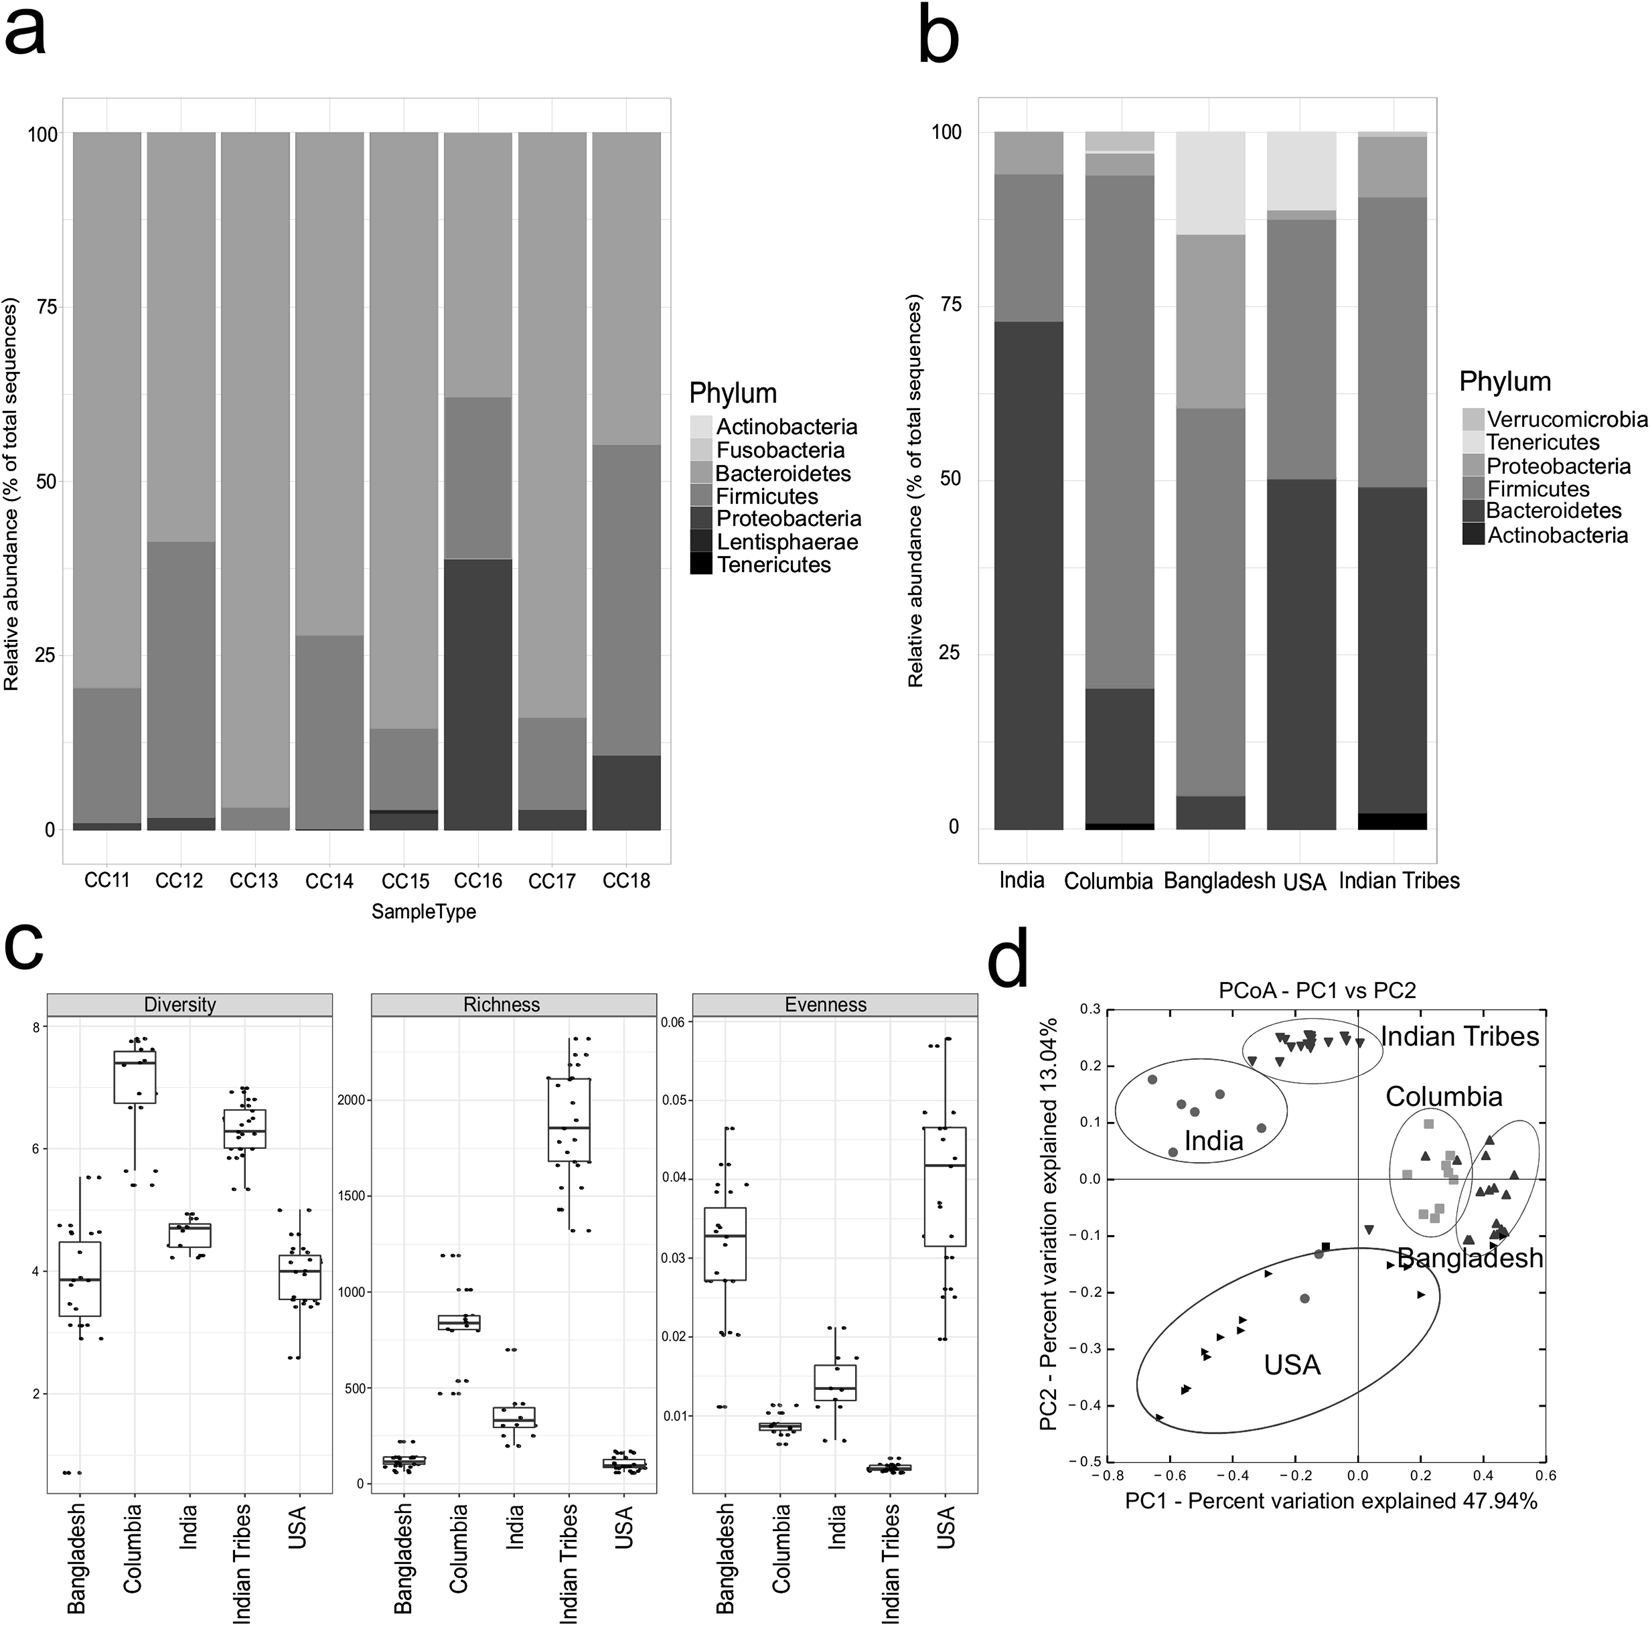 a
100
75
50
25
0
Relative abundance (% of total sequences)
CC11 CC12 CC13 CC14 CC15 CC16 CC17 CC18
SampleType
Phylum
Actinobacteria
Fusobacteria
Bacteroidetes
Firmicutes
Proteobacteria
Lentisphaerae
Tenericutes
b
100
75
50
25
0
Relative abundance (% of total sequences)
India Columbia Bangladesh USA Indian Tribes
Phylum
Verrucomicrobia
Tenericutes
Proteobacteria
Firmicutes
Bacteroidetes
Actinobacteria
c
Diversity
8
6
4
2
Bangladesh
Columbia
India
Indian Tribes
USA
Richness
2000
1500
1000
500
0
Bangladesh
Columbia
India
Indian Tribes
USA
Evenness
0.06
0.05
0.04
0.03
0.02
0.01
Bangladesh
Columbia
India
Indian Tribes
USA
d
PCoA - PC1 vs PC2
0.3
0.2
0.1
0.0
−0.1
−0.2
−0.3
−0.4
−0.5
PC2 - Percent variation explained 13.04%
Indian Tribes
Columbia
India
Bangladesh
USA
−0.8 −0.6 −0.4 −0.2 0.0 0.2 0.4 0.6
PC1 - Percent variation explained 47.94%